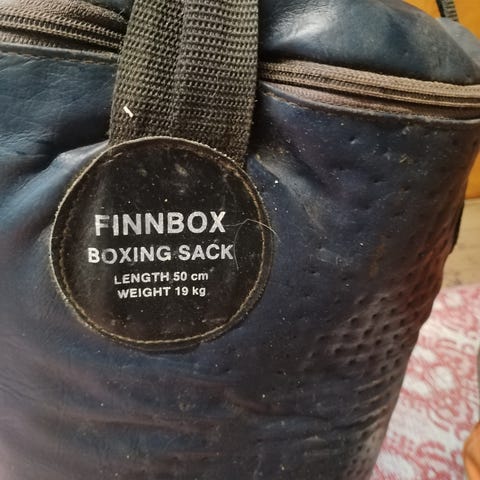 FINNBOX
BOXING SACK
LENGTH 50 cm
WEIGHT 19 kg